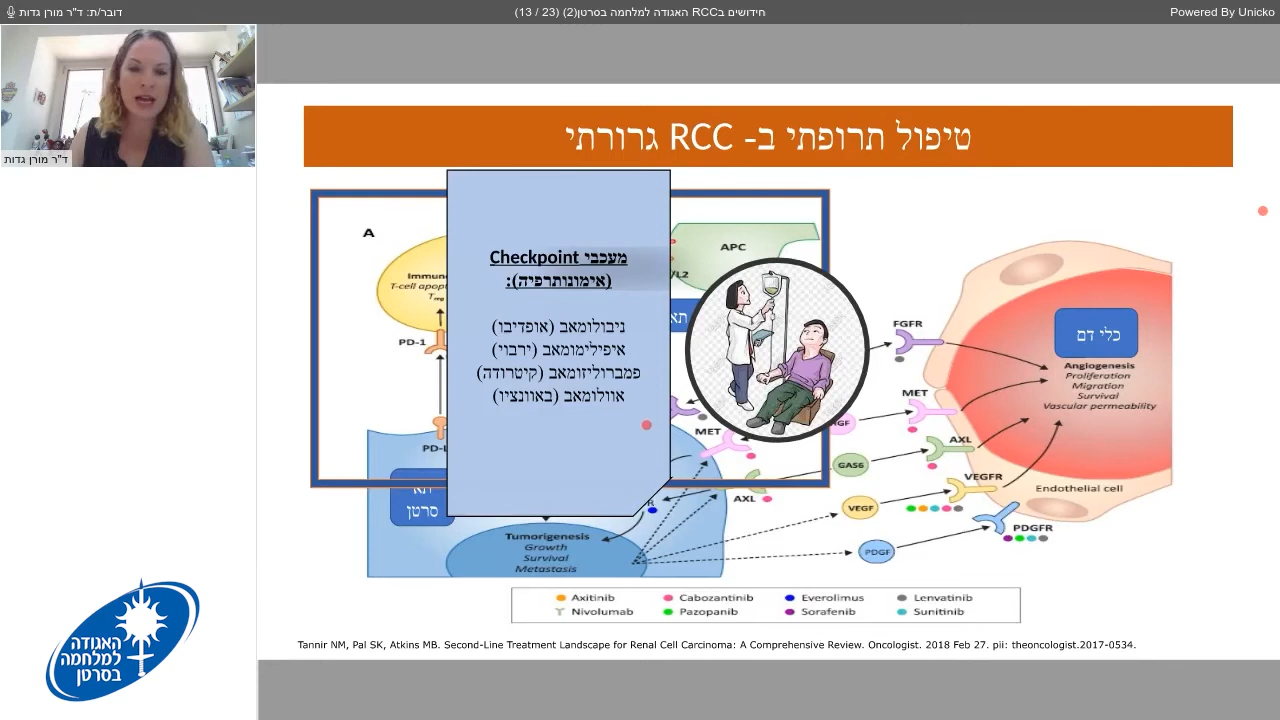 דובר/ת: ד"ר מורן גדות
חידושים בRCC האגודה למלחמה בסרטן(2) (23 / 13)
Powered By Unicko
ד"ר מורן גדות
טיפול תרופתי ב- RCC גרורתי
A
APC
PD-1
מעכבי Checkpoint
(אימונותרפיה):
ניבולומאב (אופדיבו)
איפילימומאב (ירבוי)
פמברוליזומאב (קיטרודה)
אוולומאב (באוונציו)
FGFR
MET
AXL
VEGFR
PDGFR
כלי דם
Angiogenesis
Proliferation
Migration
Survival
Vascular permeability
Endothelial cell
MET
AXL
GAS6
VEGF
PDGF
תא
סרטן
Tumorigenesis
Growth
Survival
Metastasis
Axitinib
Cabozantinib
Everolimus
Lenvatinib
Nivolumab
Pazopanib
Sorafenib
Sunitinib
Tannir NM, Pal SK, Atkins MB. Second-Line Treatment Landscape for Renal Cell Carcinoma: A Comprehensive Review. Oncologist. 2018 Feb 27. pii: theoncologist.2017-0534.
האגודה
למלחמה
בסרטן